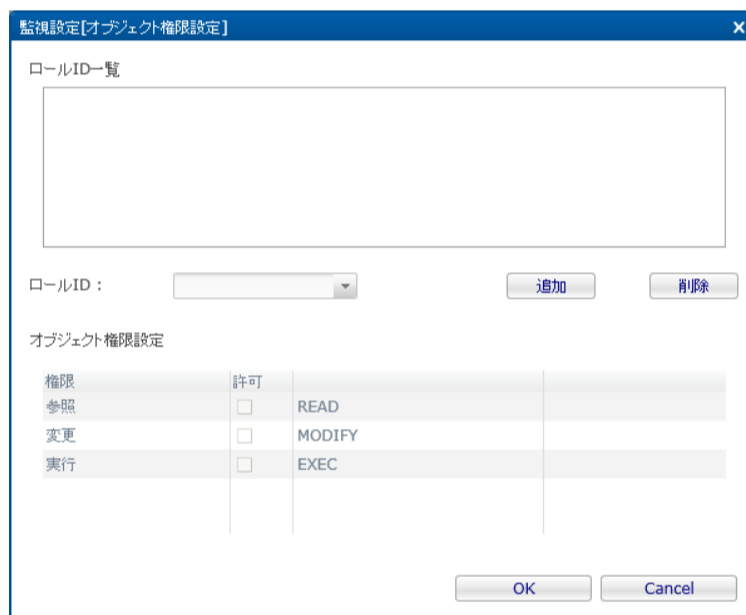 監視設定[オブジェクト権限設定]
ロールID一覧
ロールID：
追加 削除
オブジェクト権限設定
権限 許可
参照 READ
変更 MODIFY
実行 EXEC
OK Cancel